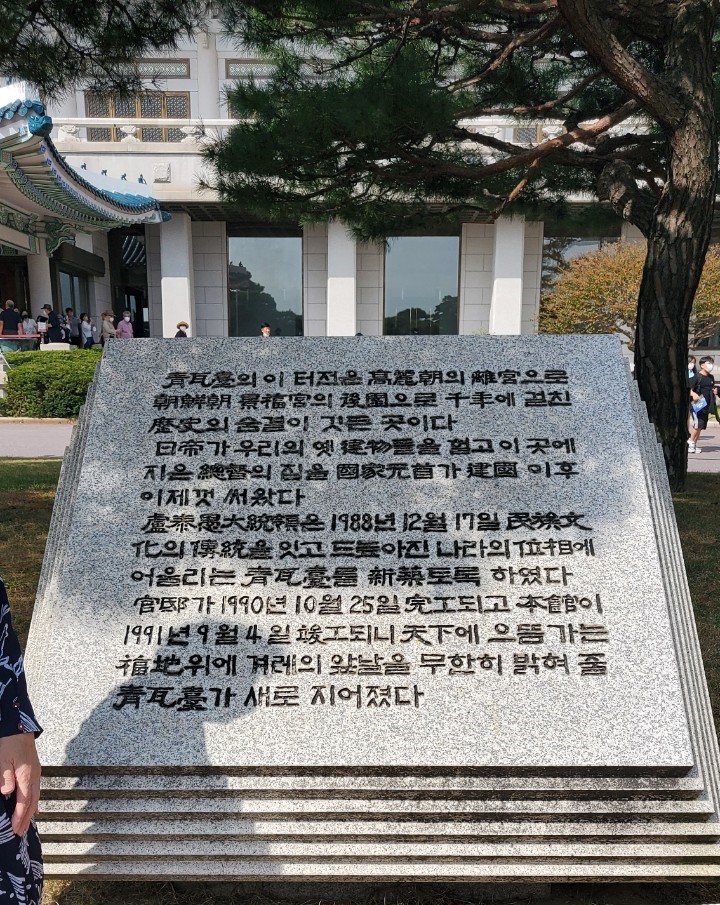 青瓦臺의 이 터전은 高麗朝의 離宮으로
朝鮮朝 景福宮의 後園으로 千年에 걸친
歷史의 숨결이 깃든 곳이다
日帝가 우리의 옛 建物들을 헐고 이 곳에
지은 總督의 집을 國家元首가 建國 이후
이제껏 써왔다
盧泰愚大統領은 1988년 12월 17일 民族文
化의 傳統을 잇고 드높아진 나라의 位相에
어울리는 靑瓦臺를 新築토록 하였다
官邸가 1990년 10월 25일 完工되고 本館이
1991년 9월 4일 竣工되니 天下에 으뜸가는
福地위에 겨레의 앞날을 무한히 밝혀 줄
靑瓦臺가 새로 지어졌다